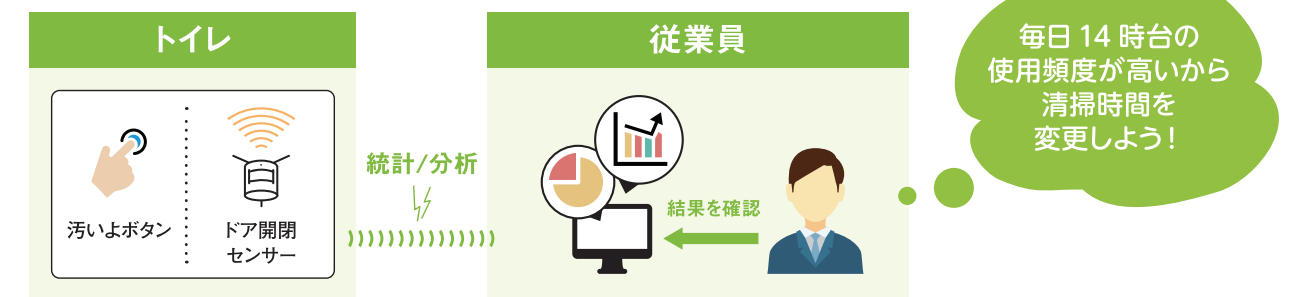 トイレ
汚いよボタン
ドア開閉
センサー
統計/分析
従業員
結果を確認
毎日14時台の
使用頻度が高いから
清掃時間を
変更しよう!